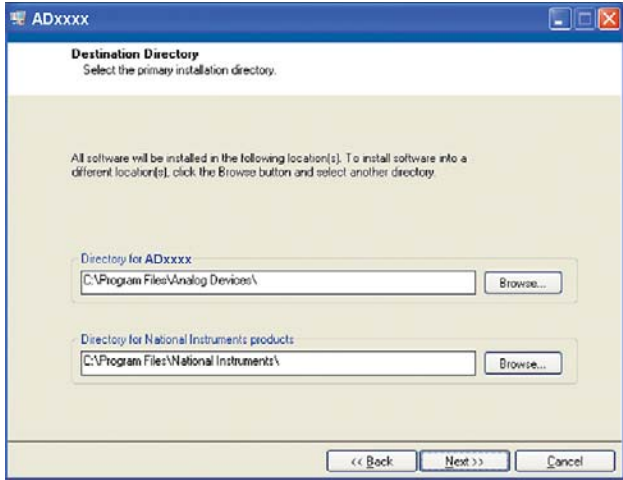 ADxxxx
Destination Directory
Select the primary installation directory.
All software will be installed in the following location(s). To install software into a
different location(s), click the Browse button and select another directory.
Directory for ADxxxx
C:\Program Files\Analog Devices\
Browse...
Directory for National Instruments products
C:\Program Files\National Instruments\
Browse...
<< Back
Next >>
Cancel